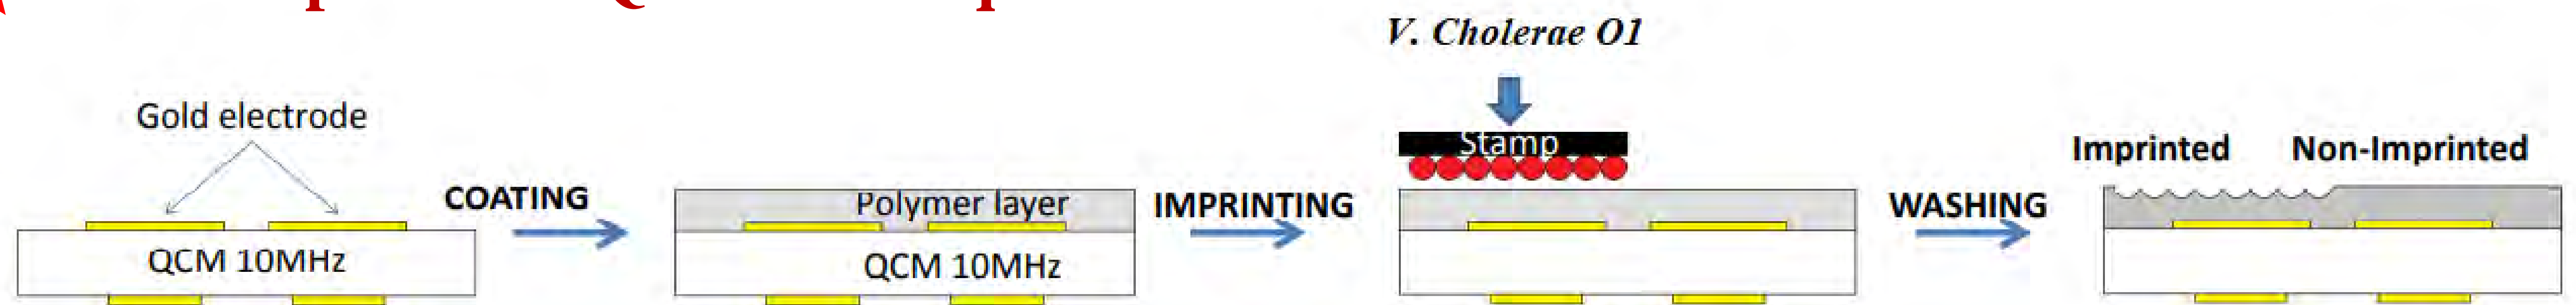 V. Cholerae O1
Gold electrode
Stamp
Imprinted Non-Imprinted
COATING
Polymer layer
IMPRINTING
WASHING
QCM 10MHz
QCM 10MHz